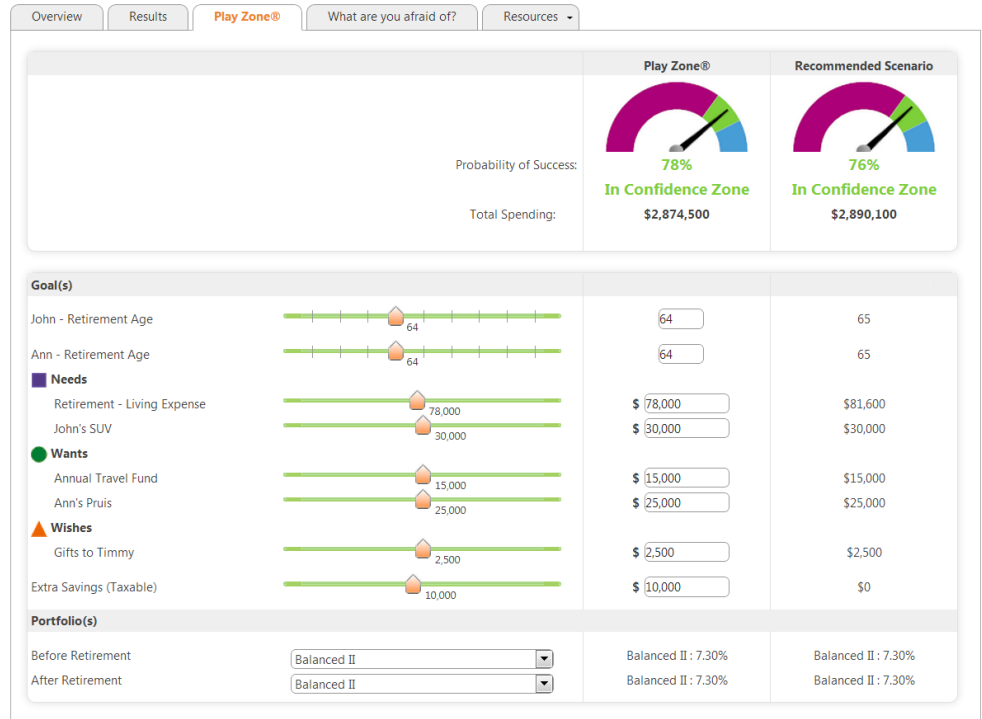 Overview Results Play Zone® What are you afraid of? Resources
Play Zone® Recommended Scenario
Probability of Success: 78% 76%
In Confidence Zone In Confidence Zone
Total Spending: $2,874,500 $2,890,100
Goal(s)
John - Retirement Age 64 64 65
Ann - Retirement Age 64 64 65
Needs
Retirement - Living Expense 78,000 $ 78,000 $81,600
John's SUV 30,000 $ 30,000 $30,000
Wants
Annual Travel Fund 15,000 $ 15,000 $15,000
Ann's Pruis 25,000 $ 25,000 $25,000
Wishes
Gifts to Timmy 2,500 $ 2,500 $2,500
Extra Savings (Taxable) 10,000 $ 10,000 $0
Portfolio(s)
Before Retirement Balanced II Balanced II : 7.30% Balanced II : 7.30%
After Retirement Balanced II Balanced II : 7.30% Balanced II : 7.30%